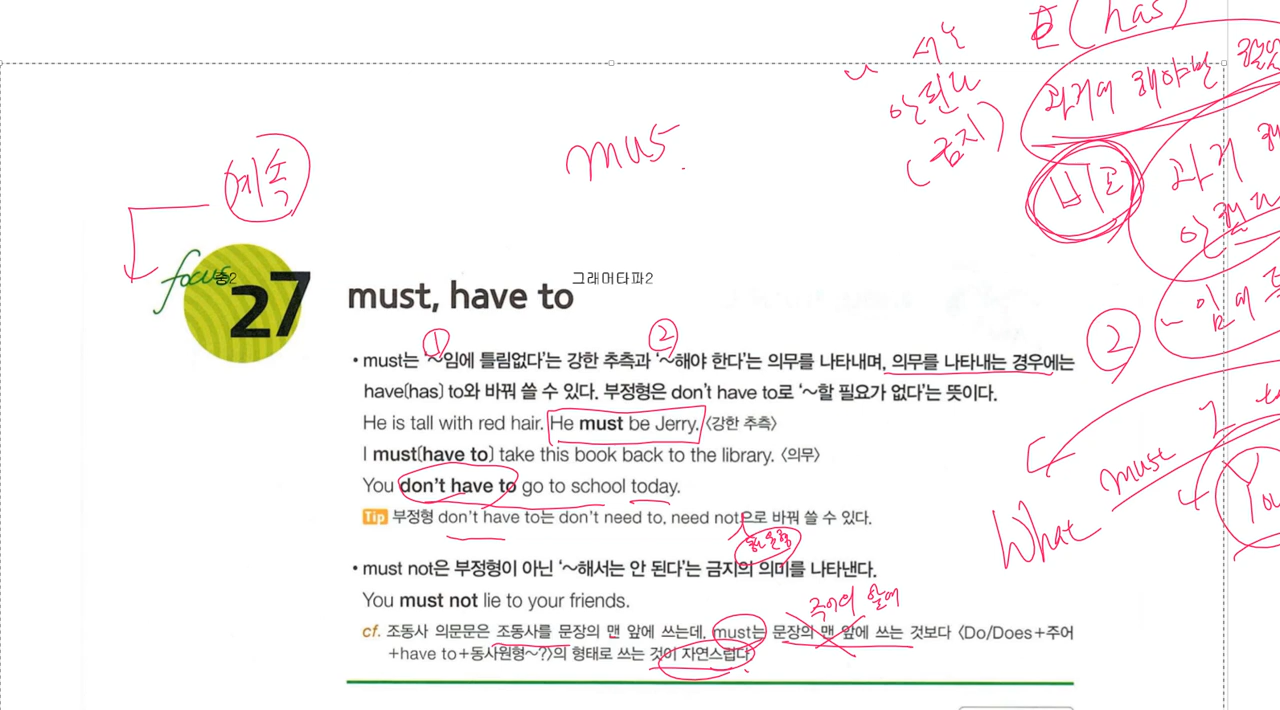 서는
안된다
(금지)
(has)
과거에 해야만
mus
예속
비교
과거
안했다
focus
중2
27
must, have to
그래머타파2
①
②
②
• must는 '~임에 틀림없다'는 강한 추측과 '~해야 한다'는 의무를 나타내며, 의무를 나타내는 경우에는
have(has) to와 바꿔 쓸 수 있다. 부정형은 don't have to로 '~할 필요가 없다'는 뜻이다.
He is tall with red hair. He must be Jerry. <강한 추측>
I must(have to) take this book back to the library. <의무>
You don't have to go to school today.
Tip 부정형 don't have to는 don't need to, need not으로 바꿔 쓸 수 있다.
What must I
You
• must not은 부정형이 아닌 '~해서는 안 된다'는 금지의 의미를 나타낸다.
You must not lie to your friends.
주어의 앞에
cf. 조동사 의문문은 조동사를 문장의 맨 앞에 쓰는데, must는 문장의 맨 앞에 쓰는 것보다 <Do/Does+주어
+have to+동사원형~?>의 형태로 쓰는 것이 자연스럽다.